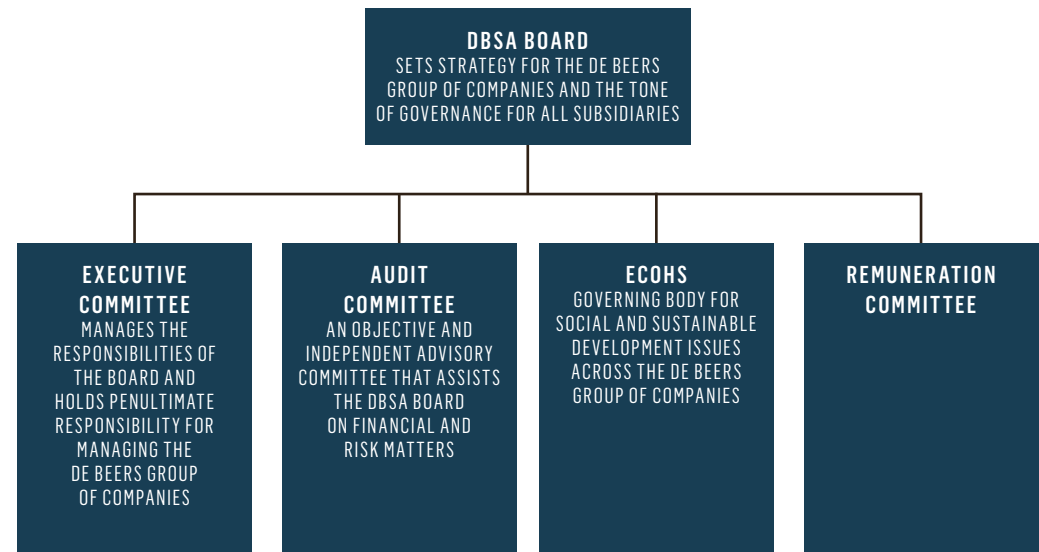 DBSA BOARD
SETS STRATEGY FOR THE DE BEERS
GROUP OF COMPANIES AND THE TONE
OF GOVERNANCE FOR ALL SUBSIDIARIES
EXECUTIVE
COMMITTEE
MANAGES THE
RESPONSIBILITIES OF
THE BOARD AND
HOLDS PENULTIMATE
RESPONSIBILITY FOR
MANAGING THE
DE BEERS GROUP
OF COMPANIES
AUDIT
COMMITTEE
AN OBJECTIVE AND
INDEPENDENT ADVISORY
COMMITTEE THAT ASSISTS
THE DBSA BOARD
ON FINANCIAL AND
RISK MATTERS
ECOHS
GOVERNING BODY FOR
SOCIAL AND SUSTAINABLE
DEVELOPMENT ISSUES
ACROSS THE DE BEERS
GROUP OF COMPANIES
REMUNERATION
COMMITTEE